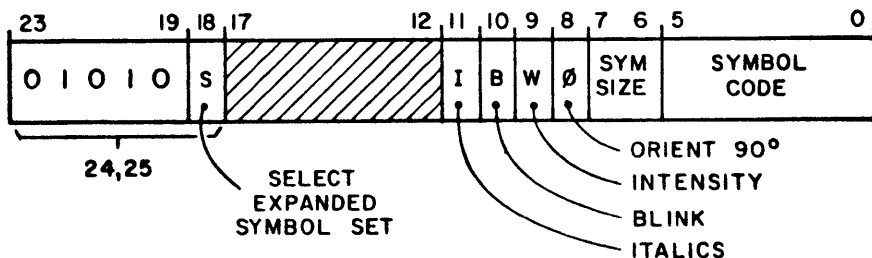 23 19 18 17 12 11 10 9 8 7 6 5 0
0 1 0 1 0 S I B W Ø SYM SIZE SYMBOL CODE
24,25
SELECT
EXPANDED
SYMBOL SET
ORIENT 90°
INTENSITY
BLINK
ITALICS